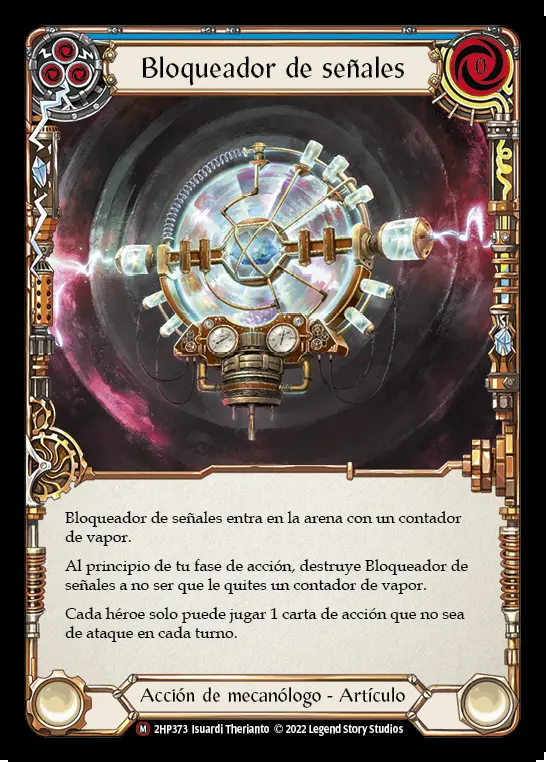 Bloqueador de señales
0
Bloqueador de señales entra en la arena con un contador
de vapor.
Al principio de tu fase de acción, destruye Bloqueador de
señales a no ser que le quites un contador de vapor.
Cada héroe solo puede jugar 1 carta de acción que no sea
de ataque en cada turno.
Acción de mecanólogo - Artículo
M 2HP373 Isuardi Therianto © 2022 Legend Story Studios